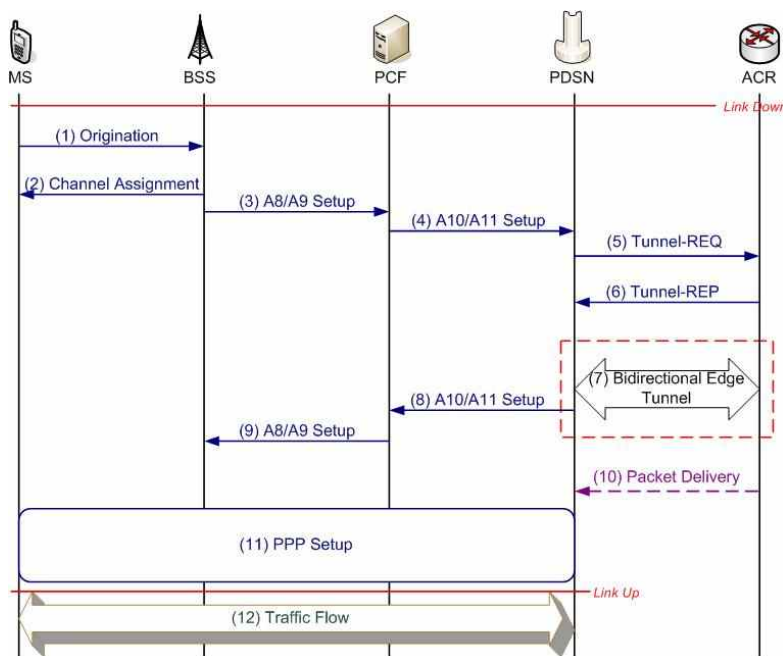 MS
BSS
PCF
PDSN
ACR
Link Down
(1) Origination
(2) Channel Assignment
(3) A8/A9 Setup
(4) A10/A11 Setup
(5) Tunnel-REQ
(6) Tunnel-REP
(7) Bidirectional Edge
Tunnel
(8) A10/A11 Setup
(9) A8/A9 Setup
(10) Packet Delivery
(11) PPP Setup
Link Up
(12) Traffic Flow